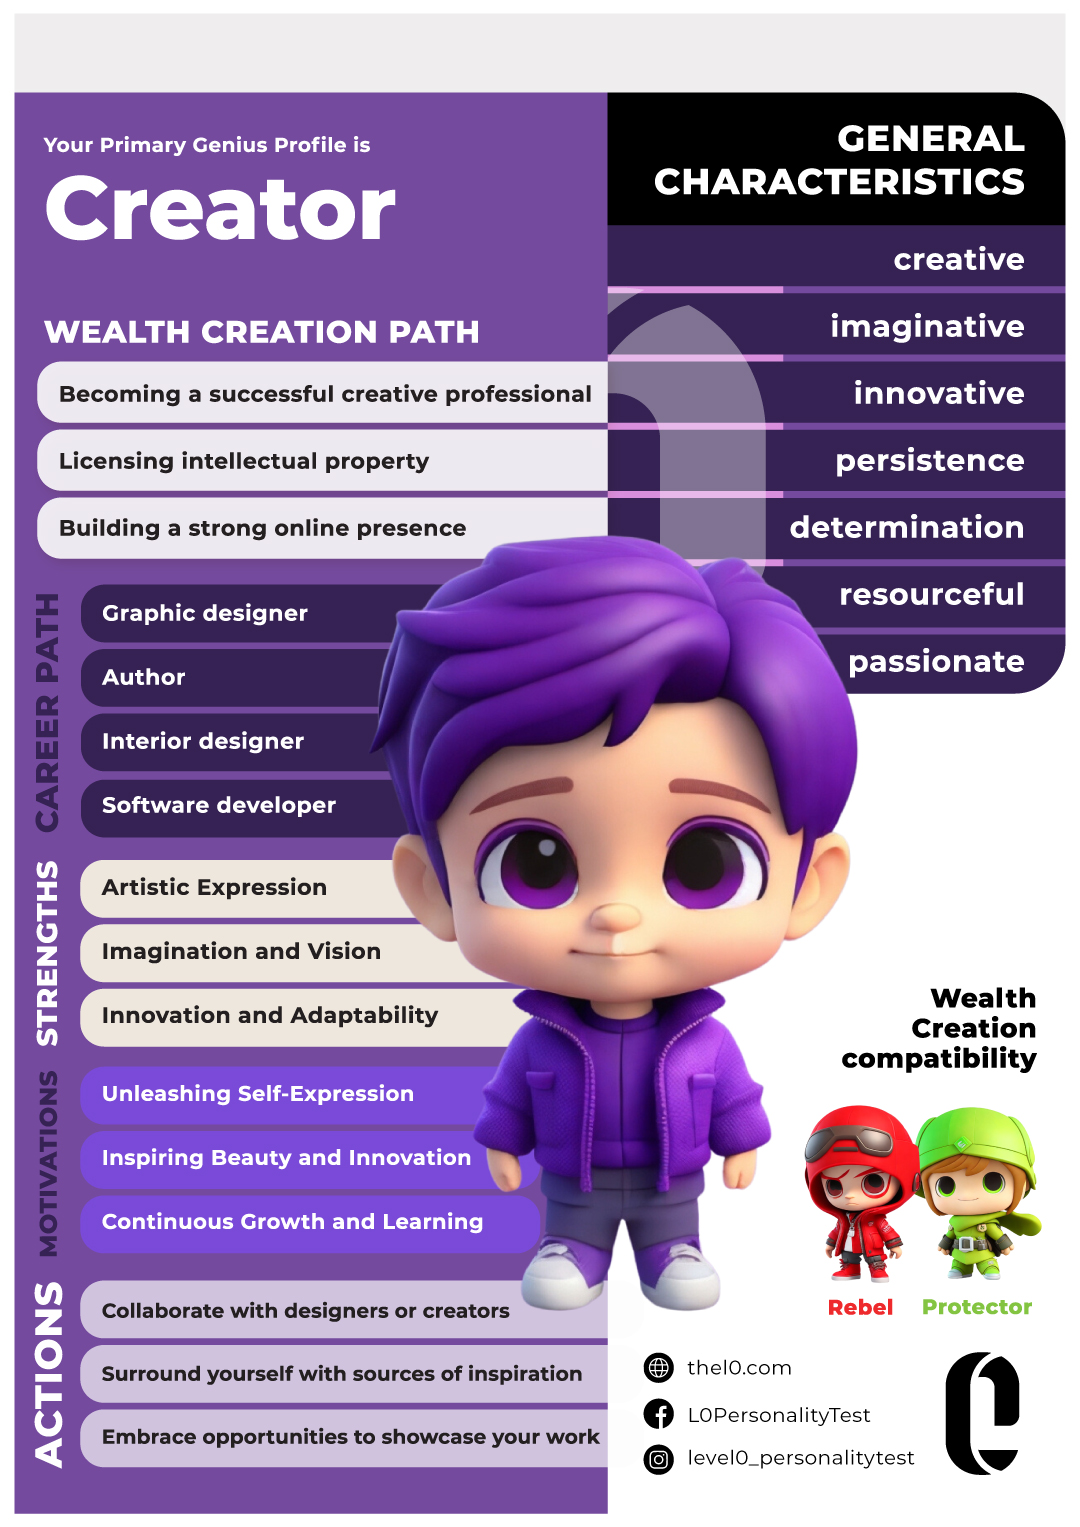 Your Primary Genius Profile is
Creator
WEALTH CREATION PATH
Becoming a successful creative professional
Licensing intellectual property
Building a strong online presence
CAREER PATH
Graphic designer
Author
Interior designer
Software developer
STRENGTHS
Artistic Expression
Imagination and Vision
Innovation and Adaptability
MOTIVATIONS
Unleashing Self-Expression
Inspiring Beauty and Innovation
Continuous Growth and Learning
ACTIONS
Collaborate with designers or creators
Surround yourself with sources of inspiration
Embrace opportunities to showcase your work
GENERAL
CHARACTERISTICS
creative
imaginative
innovative
persistence
determination
resourceful
passionate
Wealth
Creation
compatibility
Rebel
Protector
thel0.com
L0PersonalityTest
level0_personalitytest